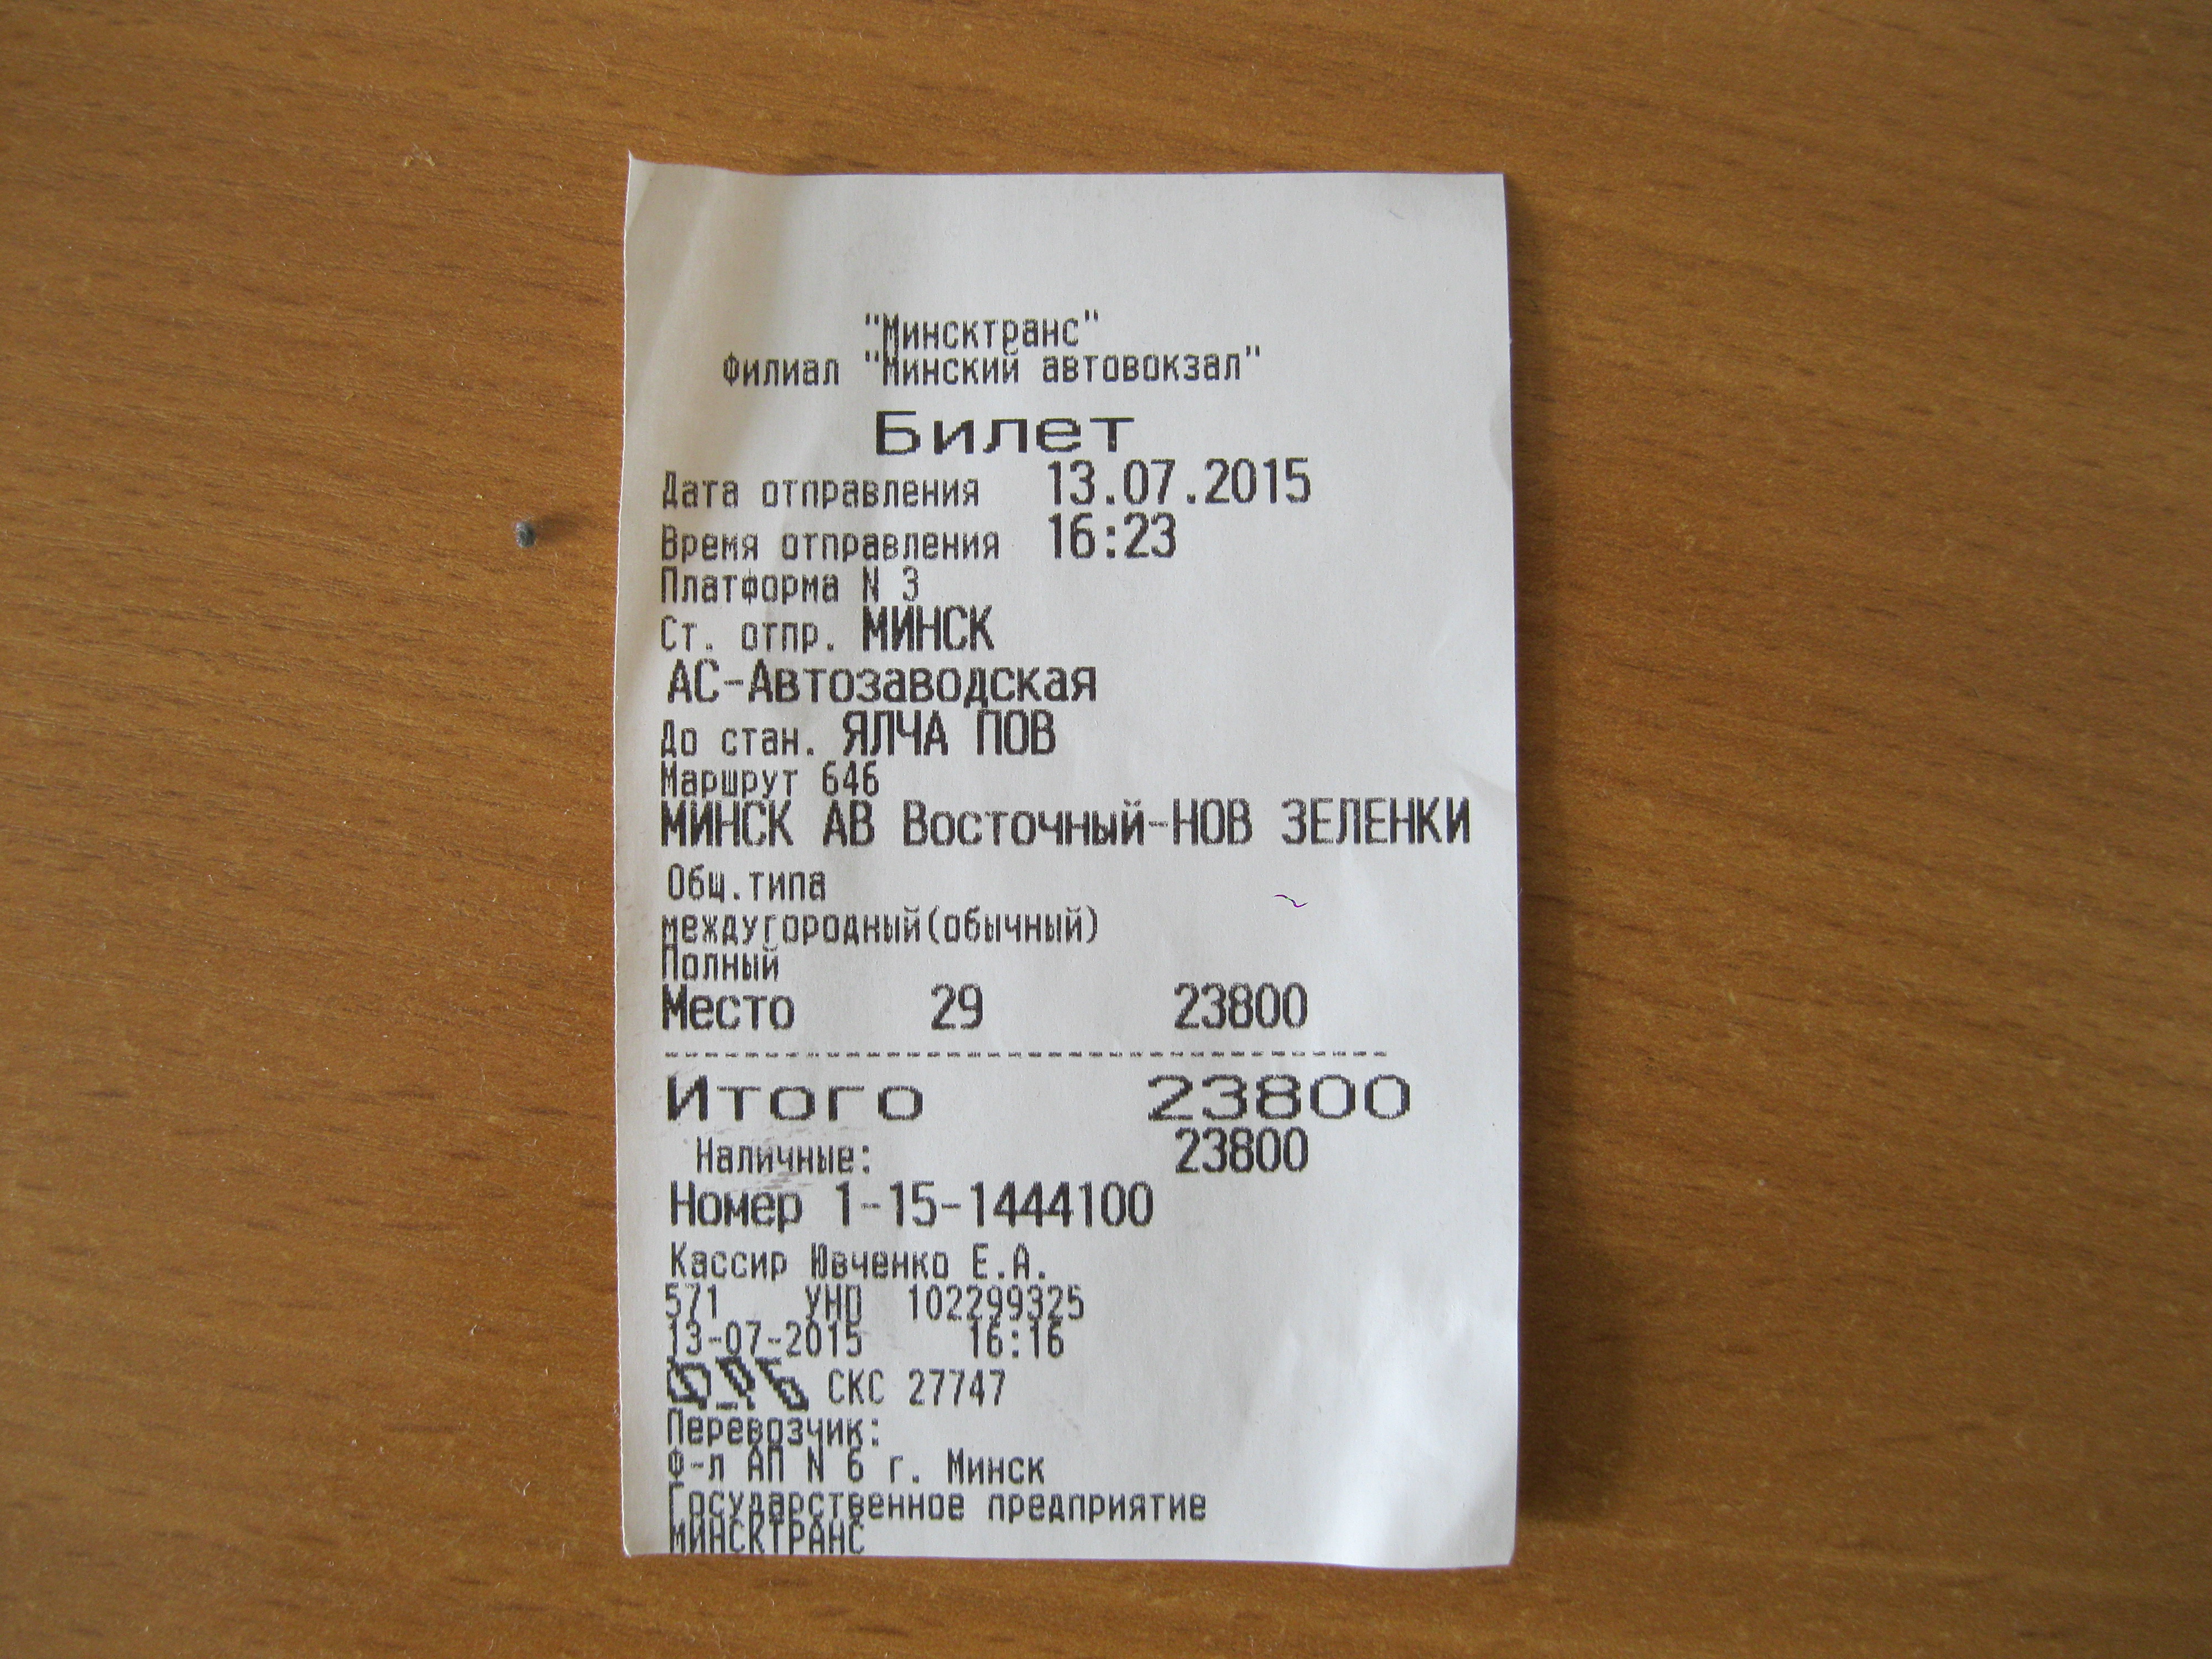 "Минсктранс"
Филиал "Минский автовокзал"
Билет
Дата отправления 13.07.2015
Время отправления 16:23
Платформа N 3
Ст. отпр. МИНСК
АС-Автозаводская
До стан. ЯЛЧА ПОВ
Маршрут 646
МИНСК АВ Восточный-НОВ ЗЕЛЕНКИ
Общ.типа
междугородный(обычный)
Полный
Место 29 23800
Итого 23800
Наличные: 23800
Номер 1-15-1444100
Кассир Шевченко Е.А.
571 УНП 102299325
13-07-2015 16:16
СКС 27747
Перевозчик:
Ф-л АП N 6 г. Минск
Государственное предприятие
МИНСКТРАНС